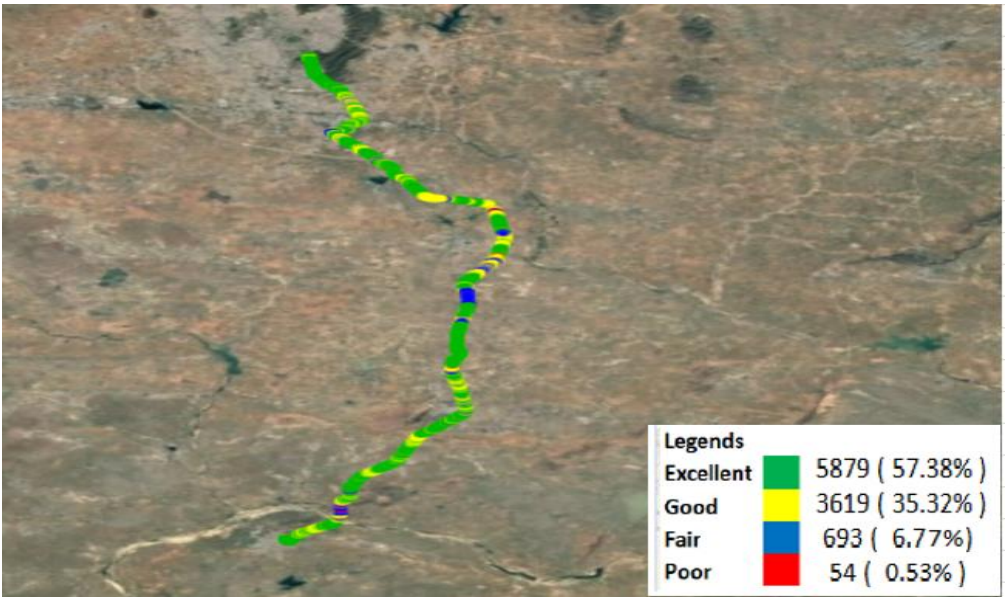 Legends
Excellent 5879 ( 57.38% )
Good 3619 ( 35.32% )
Fair 693 ( 6.77%)
Poor 54 ( 0.53% )